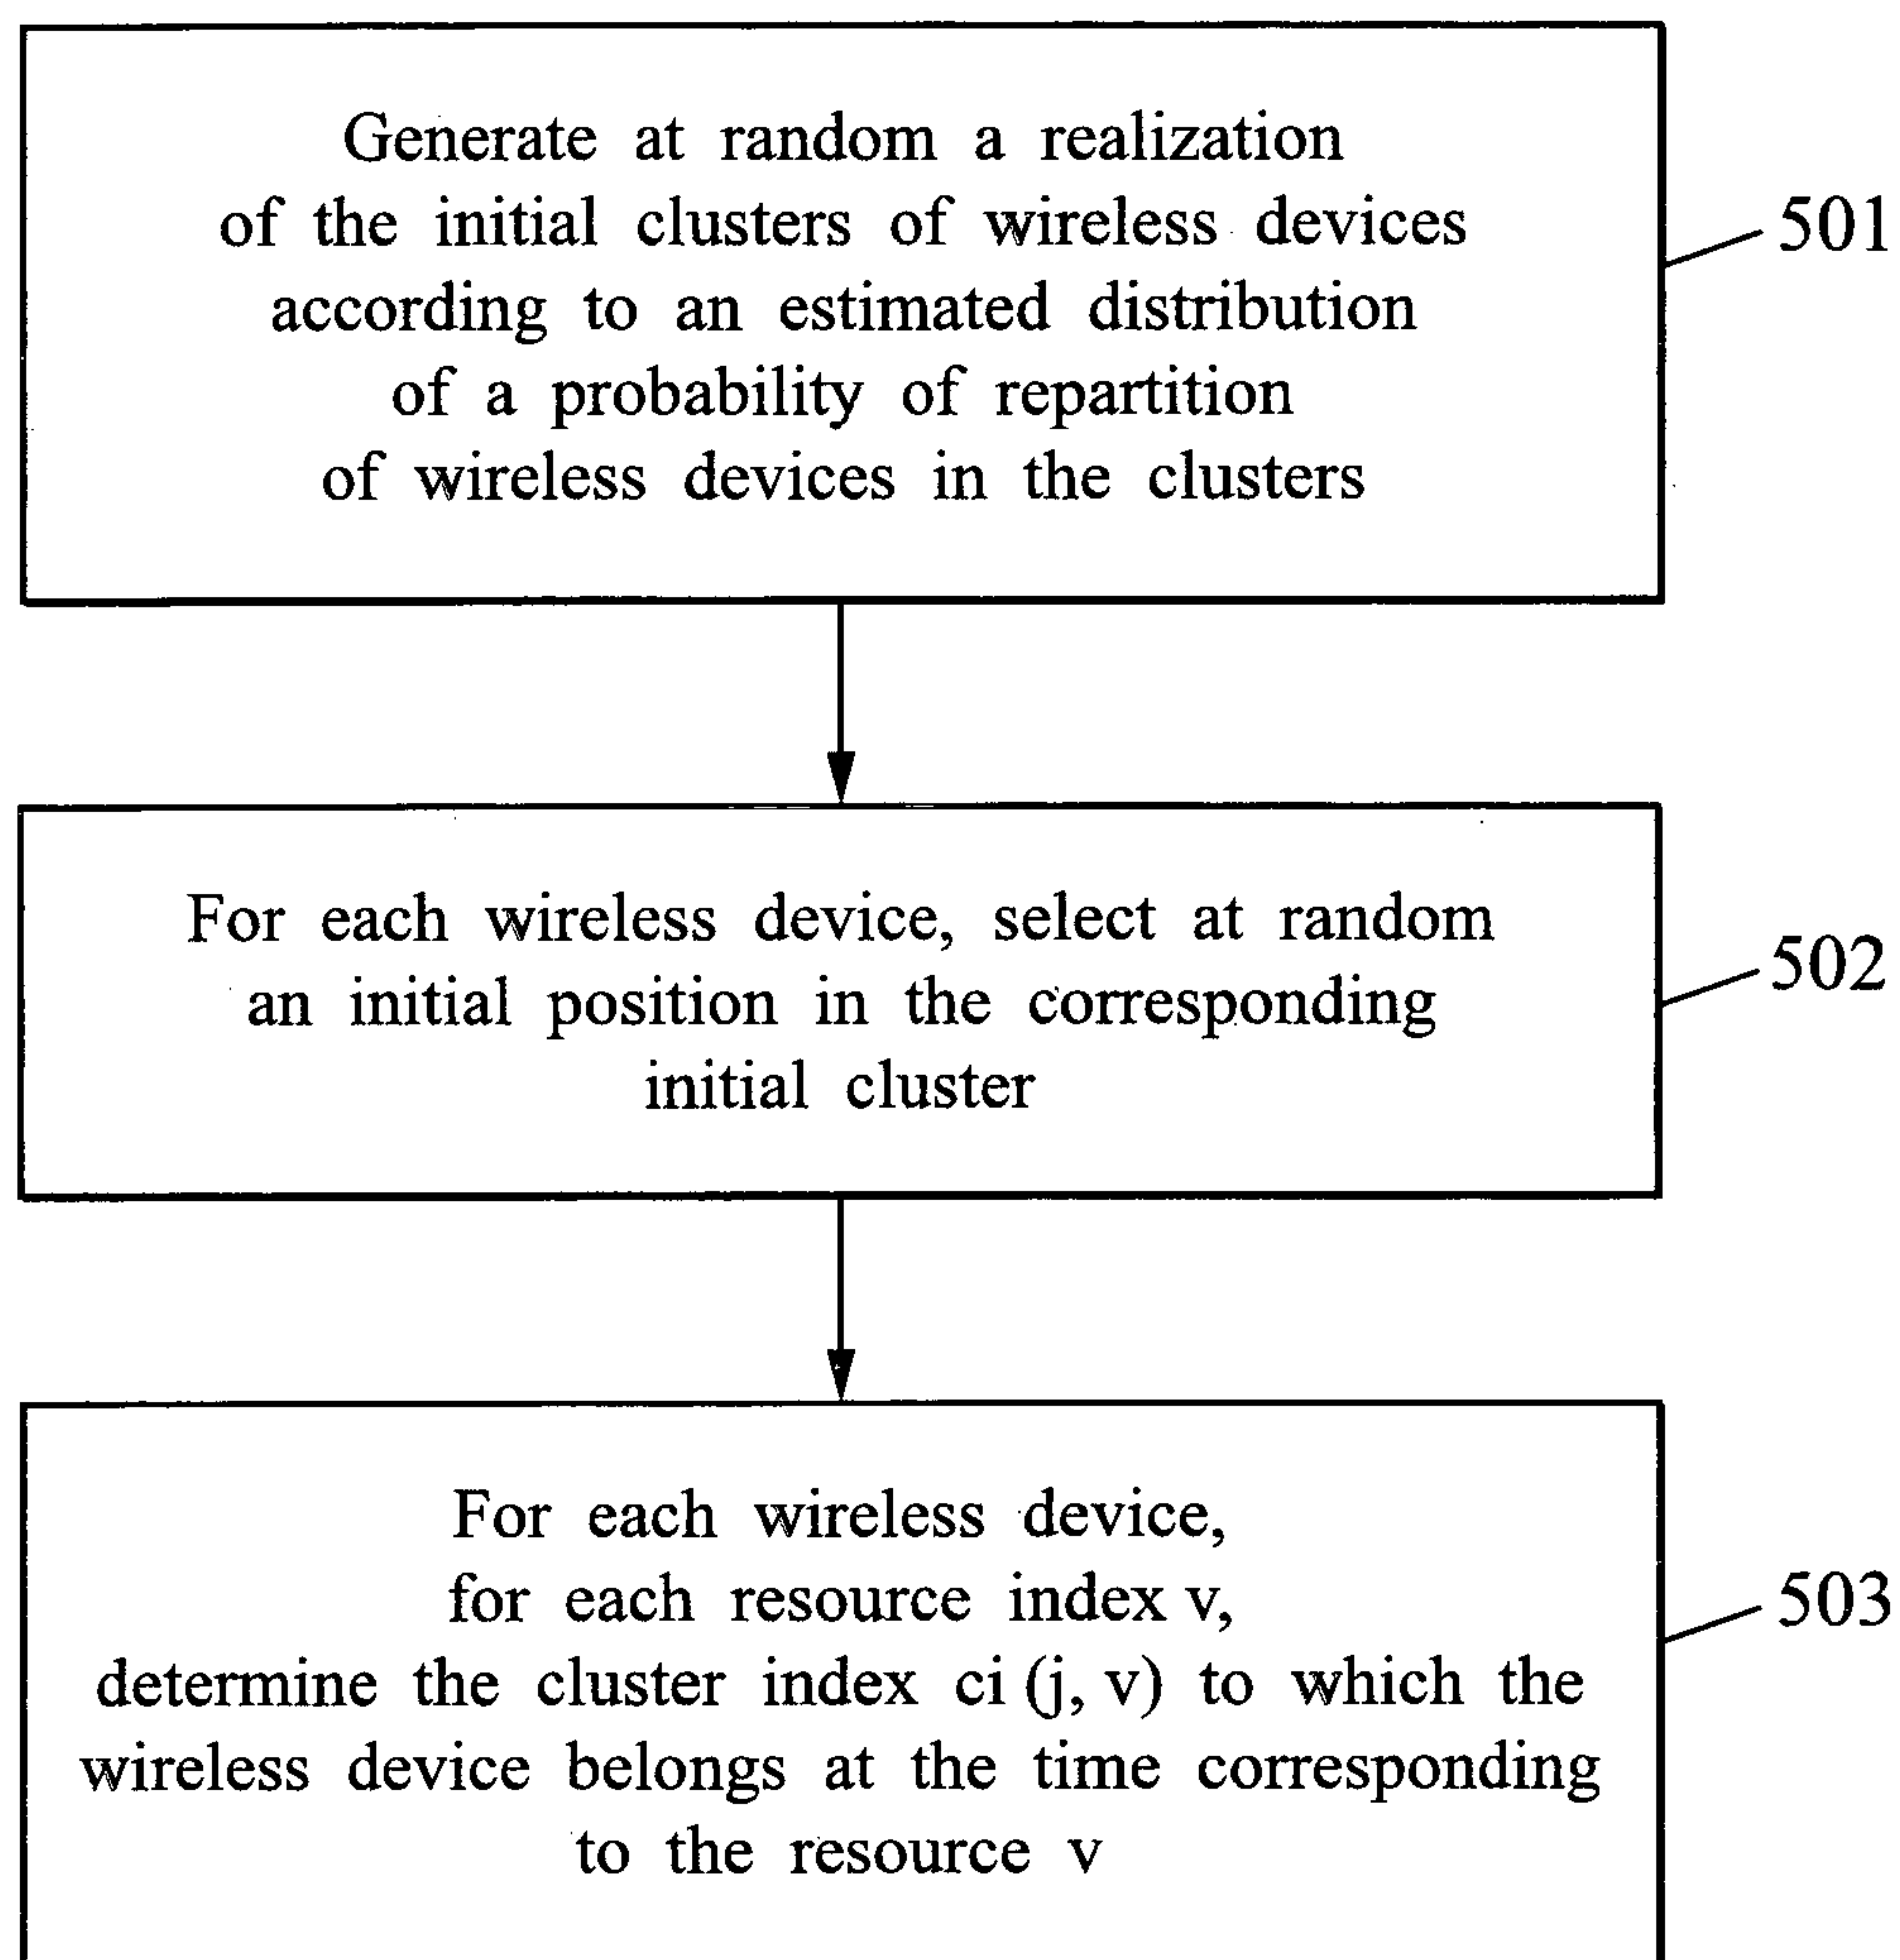 Generate at random a realization
of the initial clusters of wireless devices
according to an estimated distribution
of a probability of repartition
of wireless devices in the clusters
501
For each wireless device, select at random
an initial position in the corresponding
initial cluster
502
For each wireless device,
for each resource index v,
determine the cluster index ci (j, v) to which the
wireless device belongs at the time corresponding
to the resource v
503